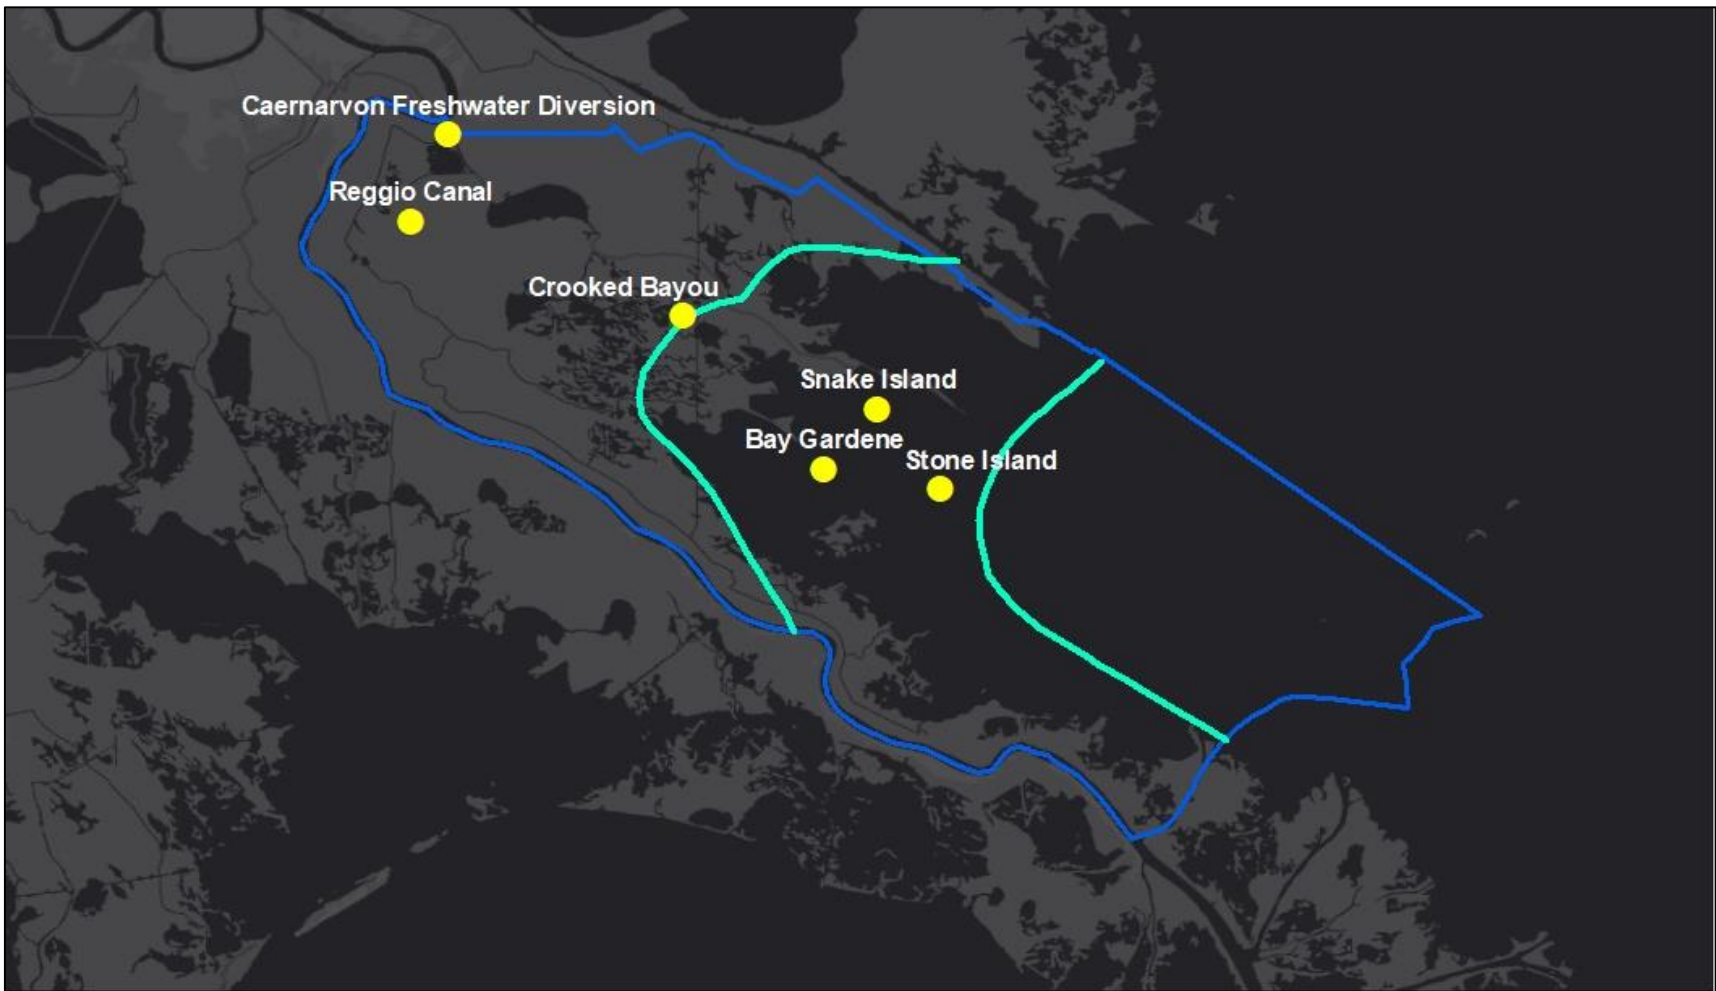 Caernarvon Freshwater Diversion
Reggio Canal
Crooked Bayou
Snake Island
Bay Gardene
Stone Island